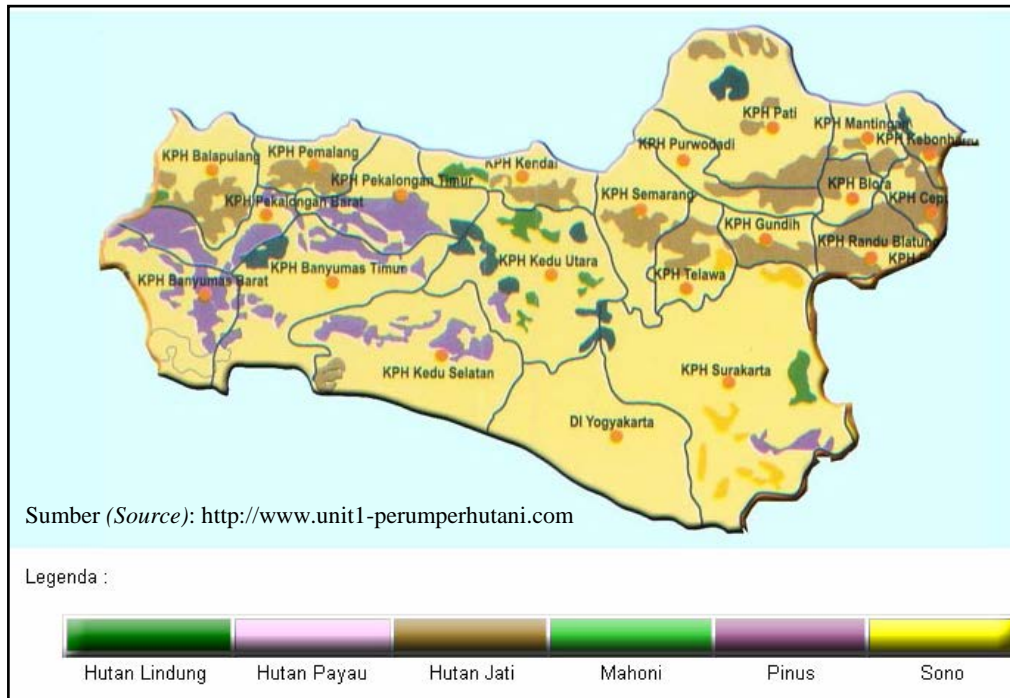 KPH Pati
KPH Mantingan
KPH Balapulang
KPH Pemalang
KPH Kendal
KPH Purwodadi
KPH Pekalongan Timur
KPH Blora
KPH Semarang
KPH Pekalongan Barat
KPH Gundih
KPH Randu Blatung
KPH Banyumas Barat
KPH Banyumas Timur
KPH Kedu Utara
KPH Telawa
KPH Kedu Selatan
KPH Surakarta
DI Yogyakarta
Sumber (Source): http://www.unit1-perumperhutani.com
Legenda :
Hutan Lindung
Hutan Payau
Hutan Jati
Mahoni
Pinus
Sono